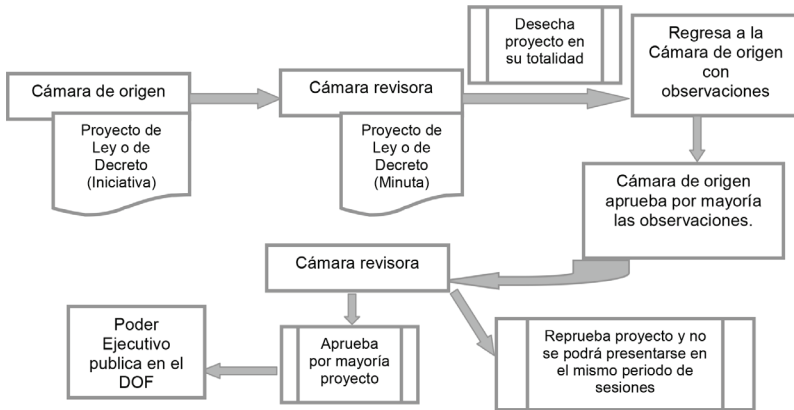 Cámara de origen
Proyecto de
Ley o de
Decreto
(Iniciativa)
Cámara revisora
Proyecto de
Ley o de
Decreto
(Minuta)
Desecha
proyecto en
su totalidad
Regresa a la
Cámara de origen
con
observaciones
Cámara de origen
aprueba por mayoría
las observaciones.
Cámara revisora
Aprueba
por mayoría
proyecto
Reprueba proyecto y no
se podrá presentarse en
el mismo periodo de
sesiones
Poder
Ejecutivo
publica en el
DOF